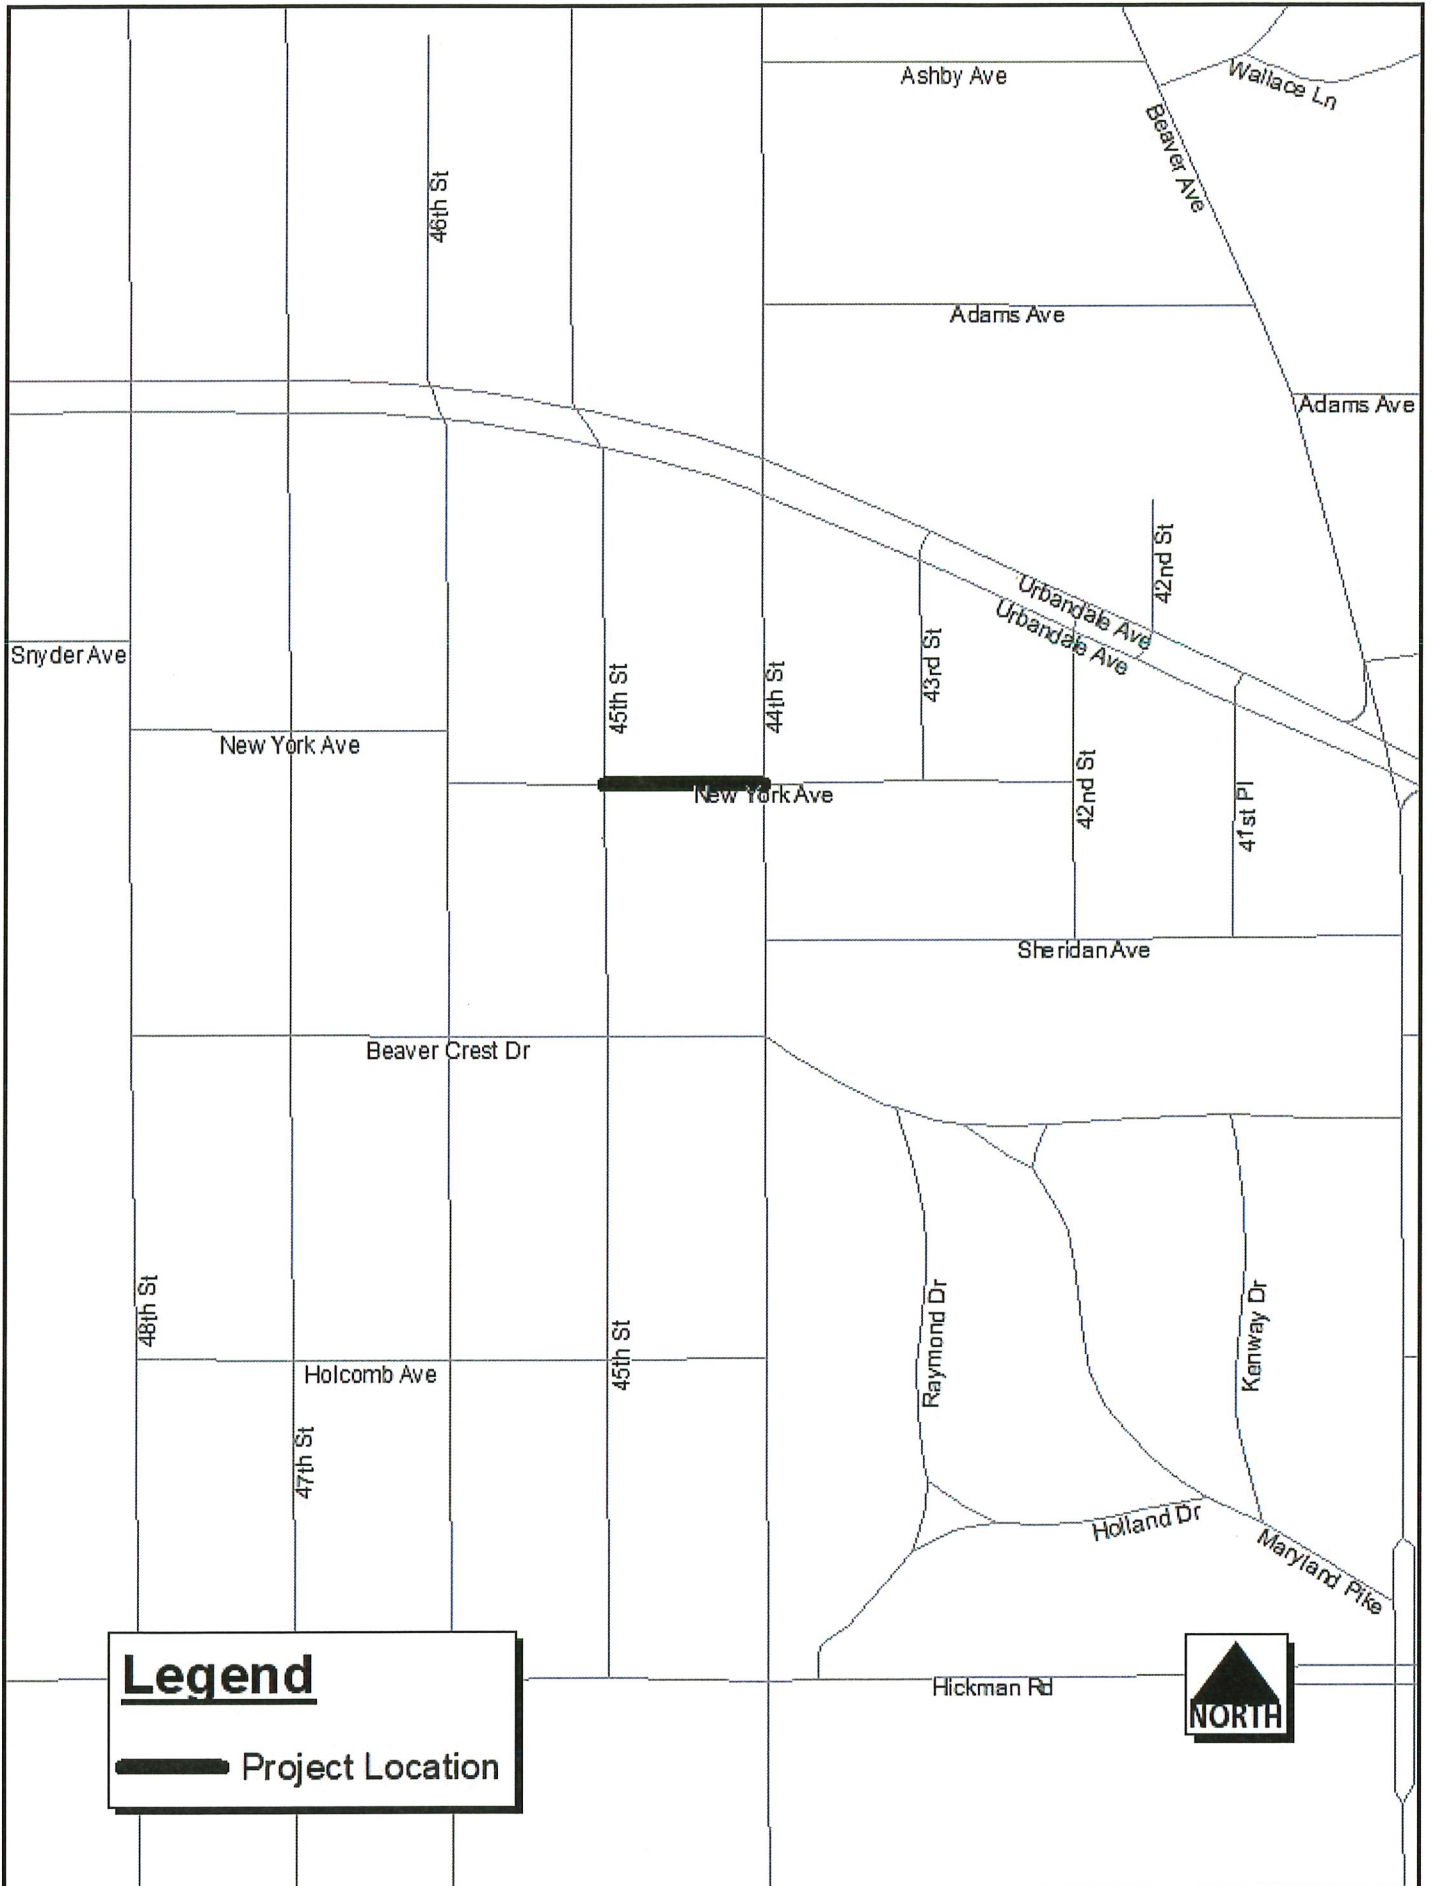 Ashby Ave
Wallace Ln
Beaver Ave
46th St
Adams Ave
Adams Ave
42nd St
Urbandale Ave
Urbandale Ave
Snyder Ave
45th St
44th St
43rd St
New York Ave
42nd St
New York Ave
41st Pl
Sheridan Ave
Beaver Crest Dr
48th St
Raymond Dr
Kenway Dr
45th St
Holcomb Ave
47th St
Holland Dr
Maryland Pike
Legend
Hickman Rd
NORTH
Project Location